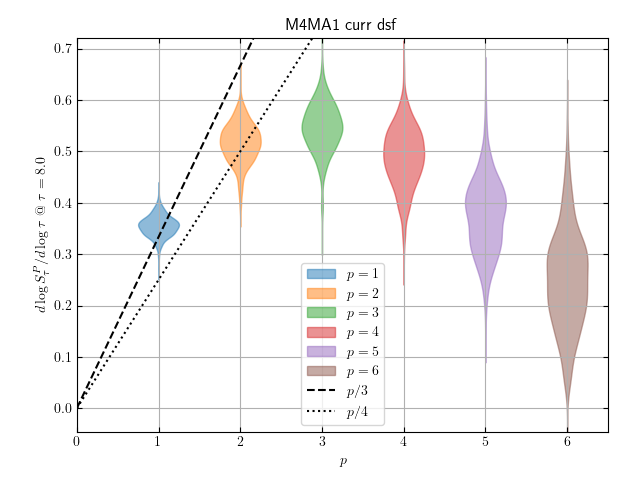 M4MA1 curr dsf
d log S_τ^P / d log τ @ τ = 8.0
0.7
0.6
0.5
0.4
0.3
0.2
0.1
0.0
p = 1
p = 2
p = 3
p = 4
p = 5
p = 6
p/3
p/4
0 1 2 3 4 5 6
p